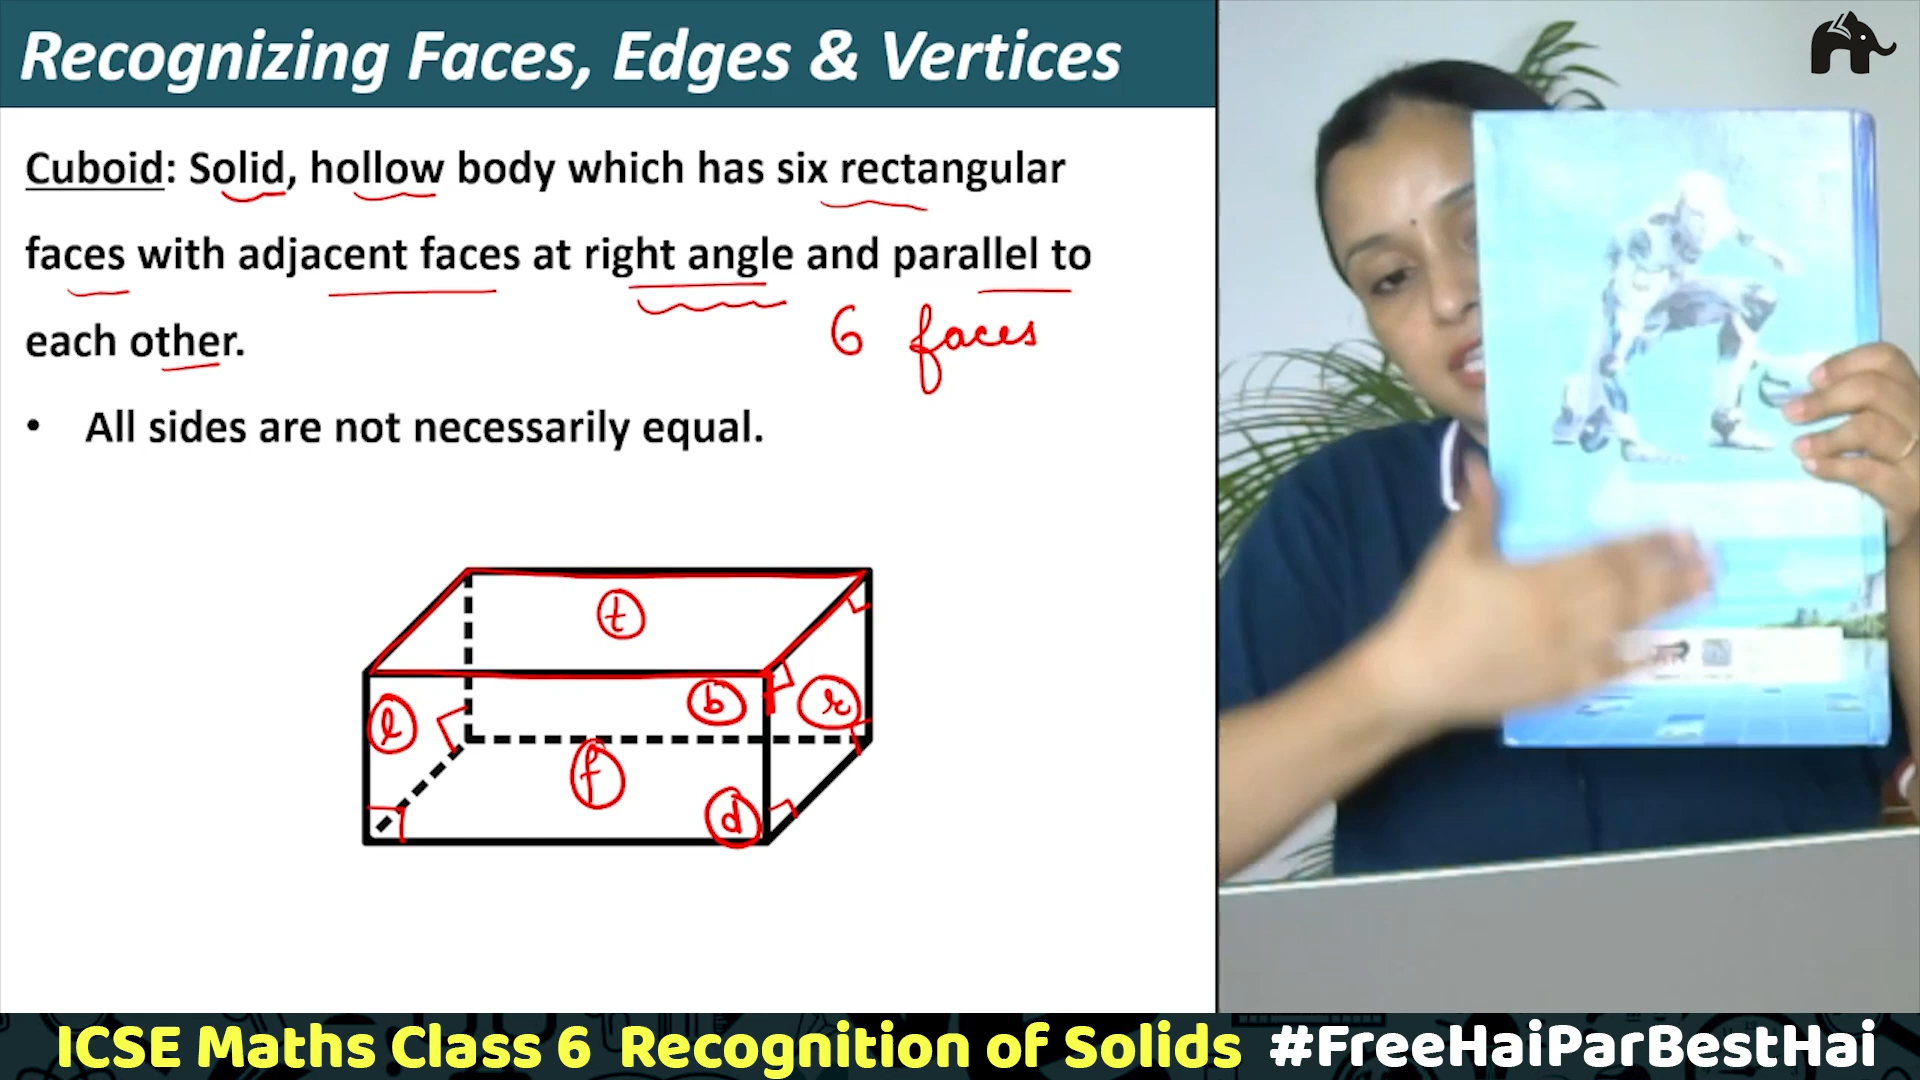 Recognizing Faces, Edges & Vertices
Cuboid: Solid, hollow body which has six rectangular
faces with adjacent faces at right angle and parallel to
each other.
6 faces
• All sides are not necessarily equal.
t
l
b
r
f
d
ICSE Maths Class 6 Recognition of Solids #FreeHaiParBestHai